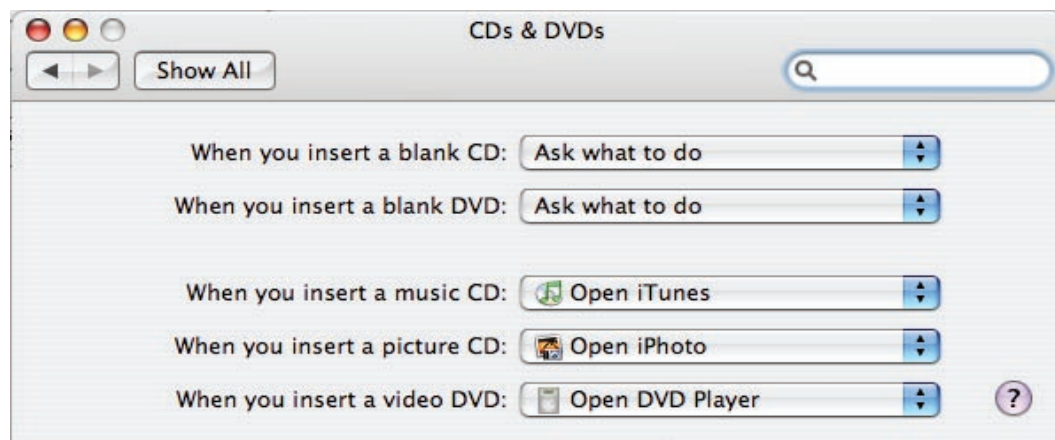 CDs & DVDs
Show All
When you insert a blank CD: Ask what to do
When you insert a blank DVD: Ask what to do
When you insert a music CD: Open iTunes
When you insert a picture CD: Open iPhoto
When you insert a video DVD: Open DVD Player ?